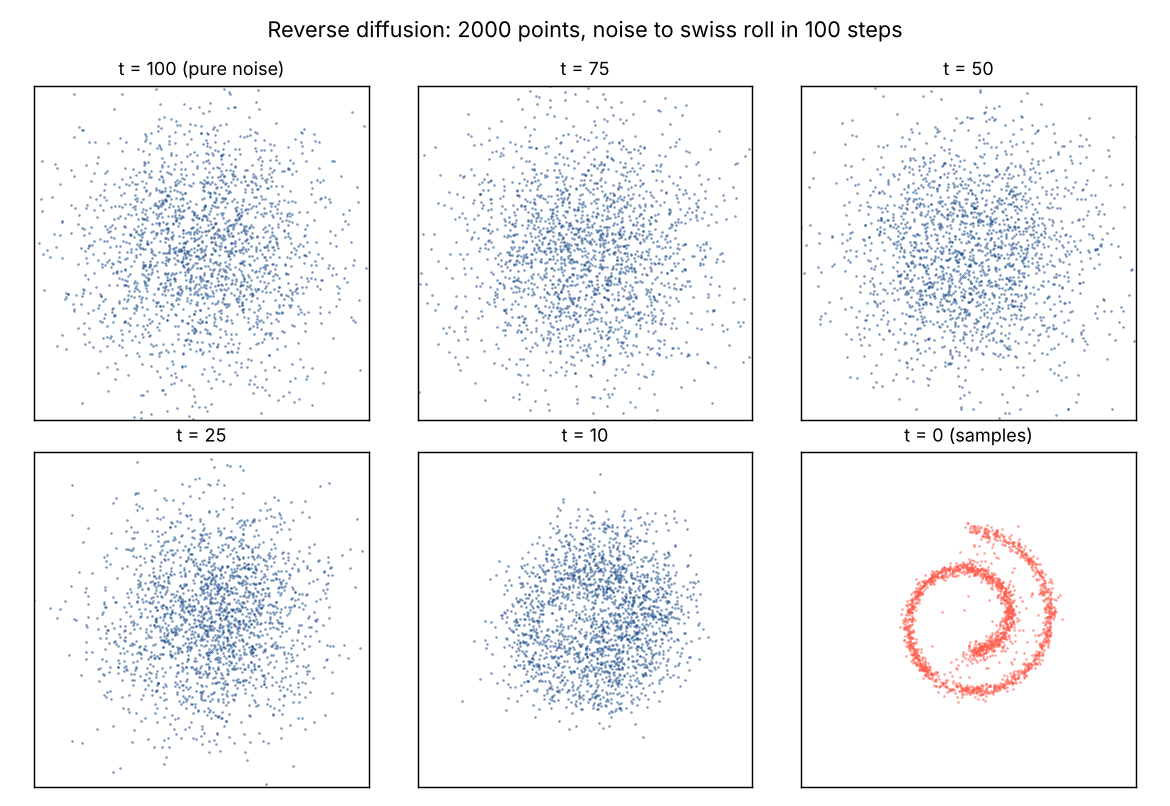 Reverse diffusion: 2000 points, noise to swiss roll in 100 steps
t = 100 (pure noise)
t = 75
t = 50
t = 25
t = 10
t = 0 (samples)